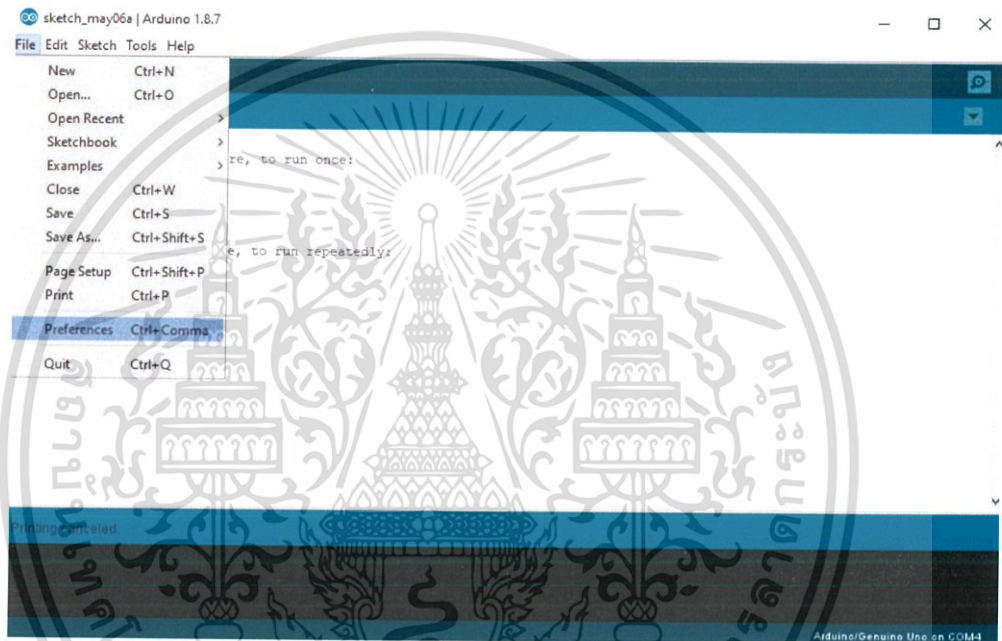 sketch_may06a | Arduino 1.8.7
File Edit Sketch Tools Help
New Ctrl+N
Open... Ctrl+O
Open Recent
Sketchbook
Examples
re, to run once:
Close Ctrl+W
Save Ctrl+S
Save As... Ctrl+Shift+S
e, to run repeatedly:
Page Setup Ctrl+Shift+P
Print Ctrl+P
Preferences Ctrl+Comma
Quit Ctrl+Q
Printing canceled.
Arduino/Genuino Uno on COM4